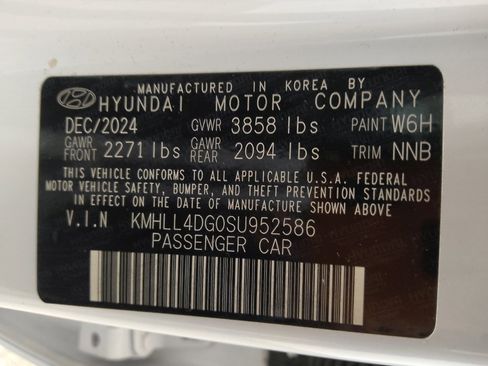 MANUFACTURED IN KOREA BY
HYUNDAI MOTOR COMPANY
DEC/2024 GVWR 3858 lbs PAINT W6H
GAWR FRONT 2271 lbs GAWR REAR 2094 lbs TRIM NNB
THIS VEHICLE CONFORMS TO ALL APPLICABLE U.S.A. FEDERAL
MOTOR VEHICLE SAFETY, BUMPER, AND THEFT PREVENTION STANDARDS
IN EFFECT ON THE DATE OF MANUFACTURE SHOWN ABOVE
V.I.N KMHLL4DG0SU952586
PASSENGER CAR